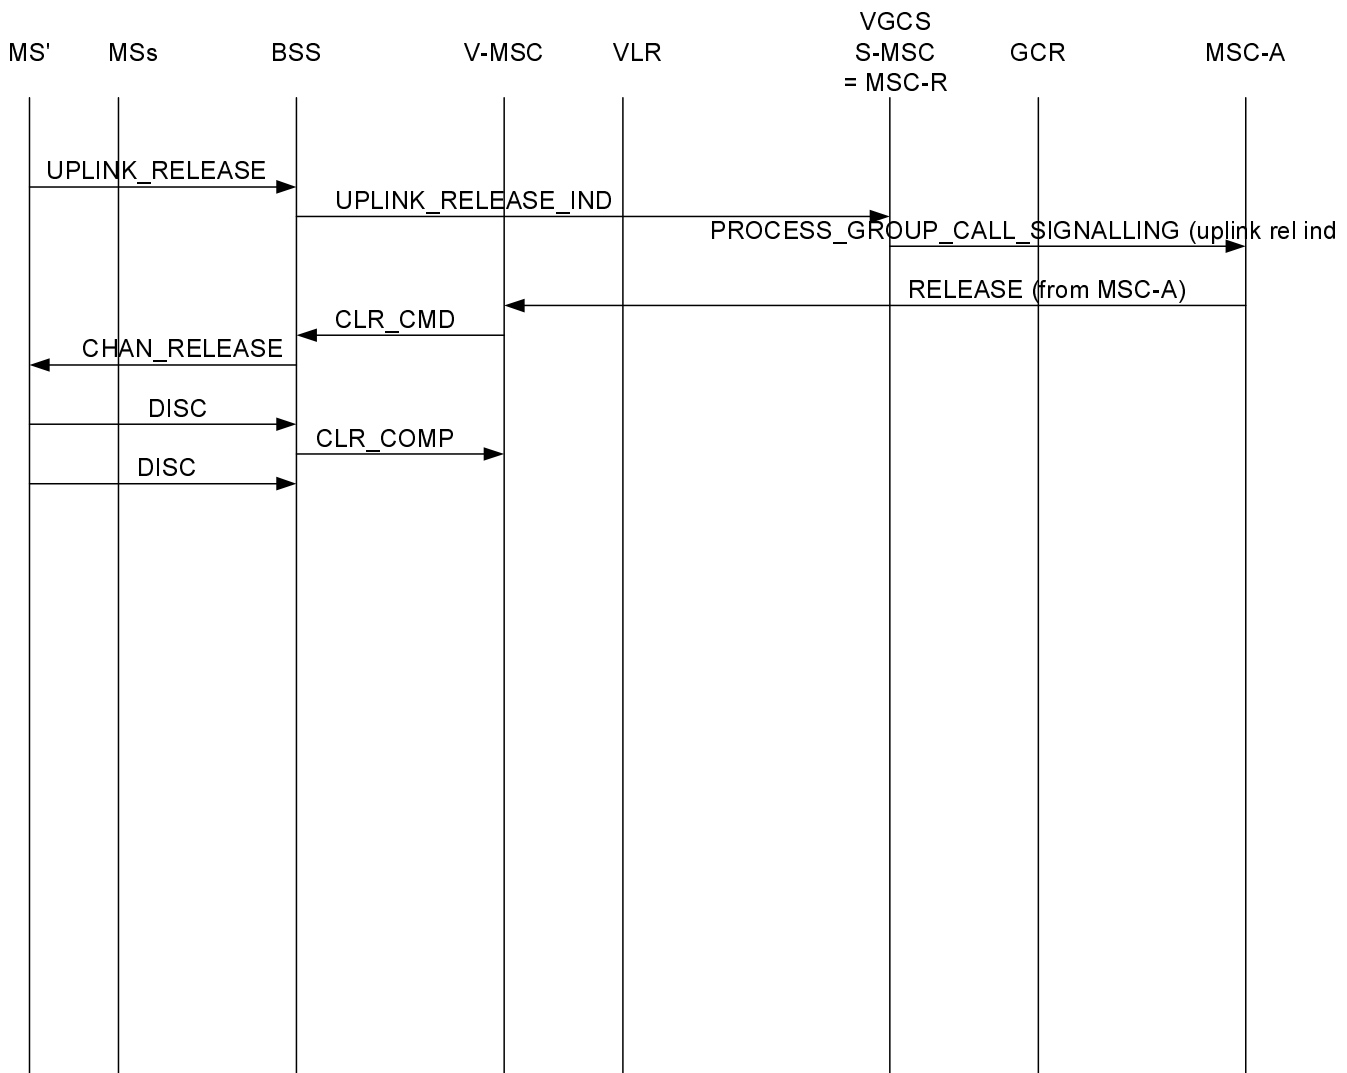 VGCS
MS' MSs BSS V-MSC VLR S-MSC GCR MSC-A
= MSC-R
UPLINK_RELEASE
UPLINK_RELEASE_IND
PROCESS_GROUP_CALL_SIGNALLING (uplink rel ind
RELEASE (from MSC-A)
CLR_CMD
CHAN_RELEASE
DISC
CLR_COMP
DISC